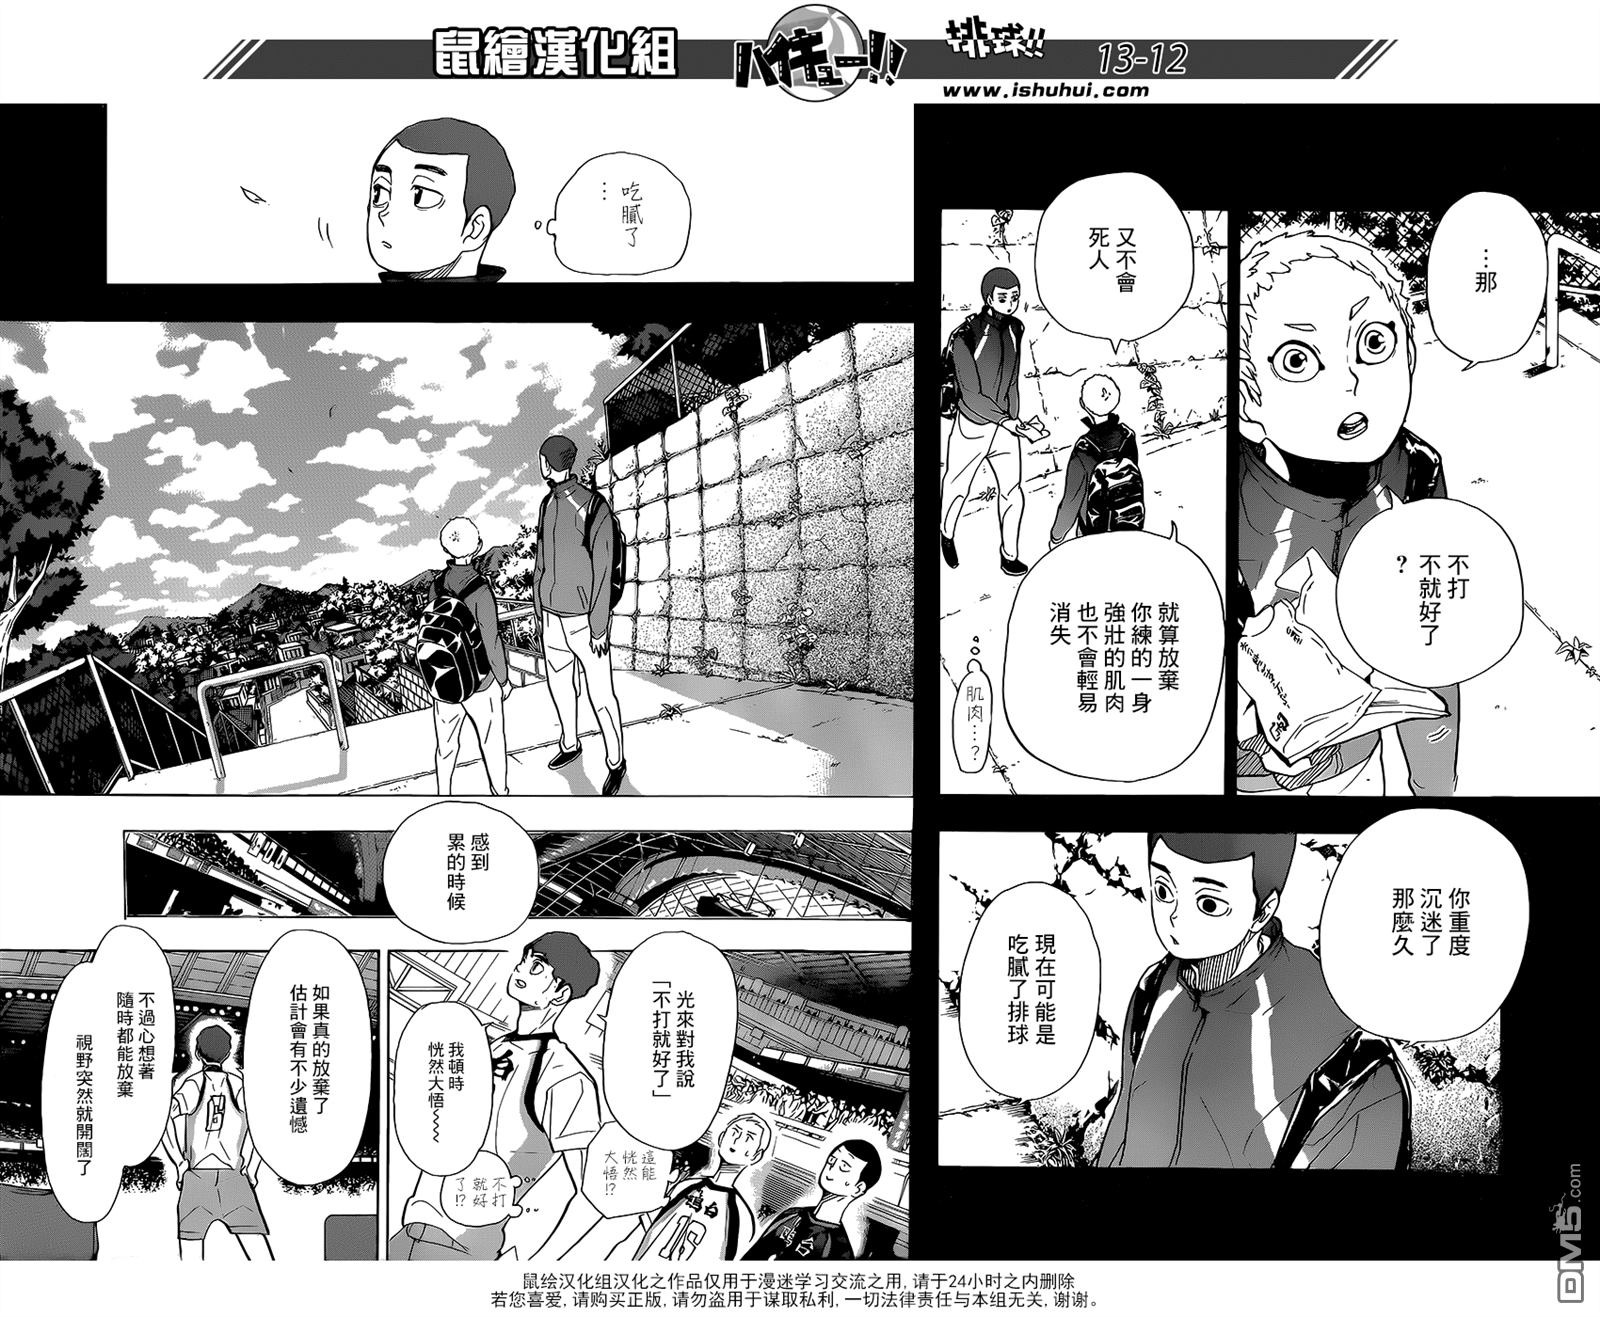 鼠繪漢化組
ハイキュー!!
排球!!
13-12
www.ishuhui.com
…那
不打
不就好了
?
又不會
死人
就算放棄
你練的一身
強壯的肌肉
也不會輕易
消失
肌肉…?
你重度
沉迷了
那麼久
現在可能是
吃膩了排球
吃膩了
…
感到
累的時候
光來對我說
「不打就好了」
我頓時
恍然大悟~~~
這能
恍然
大悟!?
不打
就好
了!?
鴎台
16
鴎台
如果真的放棄了
估計會有不少遺憾
不過心想著
隨時都能放棄
視野突然就開闊了
鼠绘汉化组汉化之作品仅用于漫迷学习交流之用,请于24小时之内删除
若您喜爱,请购买正版,请勿盗用于谋取私利,一切法律责任与本组无关,谢谢。
DM5.com